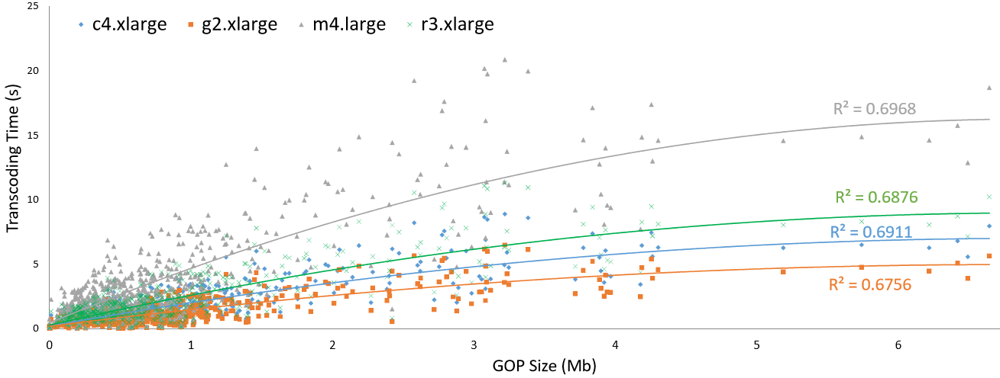 25
c4.xlarge g2.xlarge m4.large r3.xlarge
20
R² = 0.6968
15
10
R² = 0.6876
R² = 0.6911
5
R² = 0.6756
0
0 1 2 3 4 5 6
Transcoding Time (s)
GOP Size (Mb)